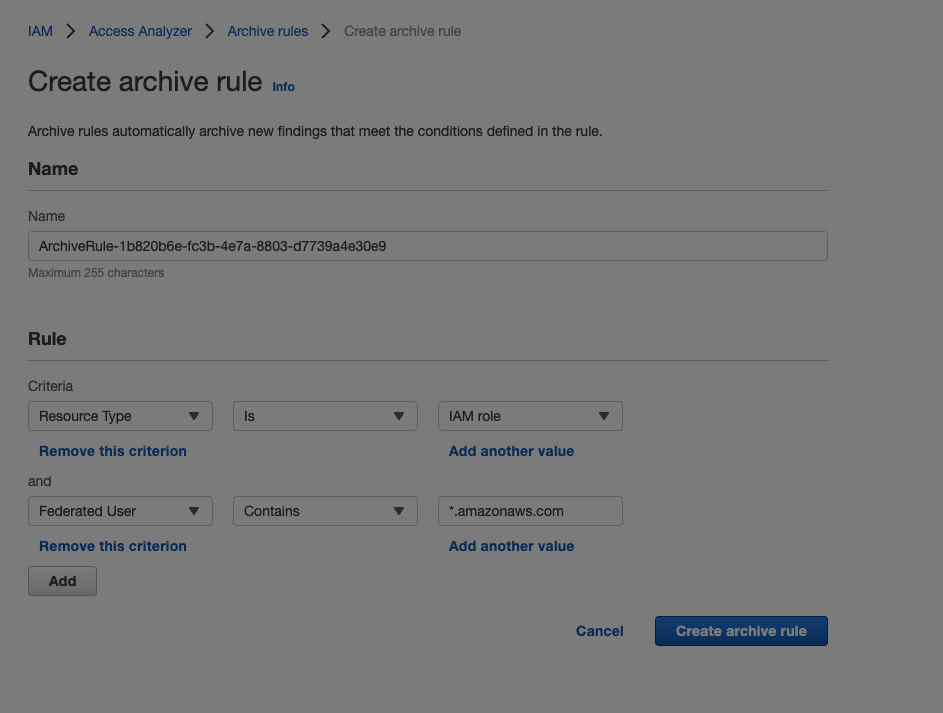 IAM > Access Analyzer > Archive rules > Create archive rule
Create archive rule Info
Archive rules automatically archive new findings that meet the conditions defined in the rule.
Name
Name
ArchiveRule-1b820b6e-fc3b-4e7a-8803-d7739a4e30e9
Maximum 255 characters
Rule
Criteria
Resource Type Is IAM role
Remove this criterion Add another value
and
Federated User Contains *.amazonaws.com
Remove this criterion Add another value
Add
Cancel Create archive rule